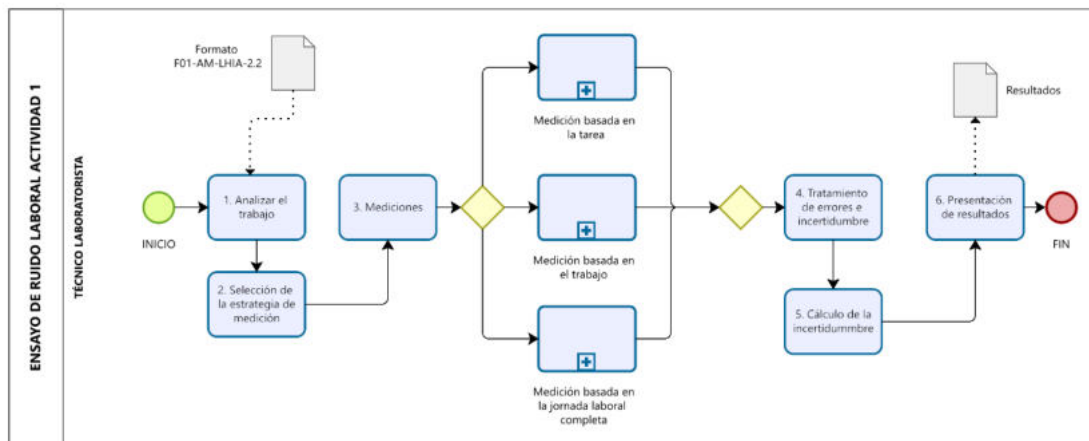 ENSAYO DE RUIDO LABORAL ACTIVIDAD 1
TÉCNICO LABORATORISTA
Formato
F01-AM-LHIA-2.2
INICIO
1. Analizar el
trabajo
2. Selección de
la estrategia de
medición
3. Mediciones
Medición basada en
la tarea
Medición basada en
el trabajo
Medición basada en
la jornada laboral
completa
4. Tratamiento
de errores e
incertidumbre
5. Cálculo de la
incertidummbre
6. Presentación
de resultados
Resultados
FIN